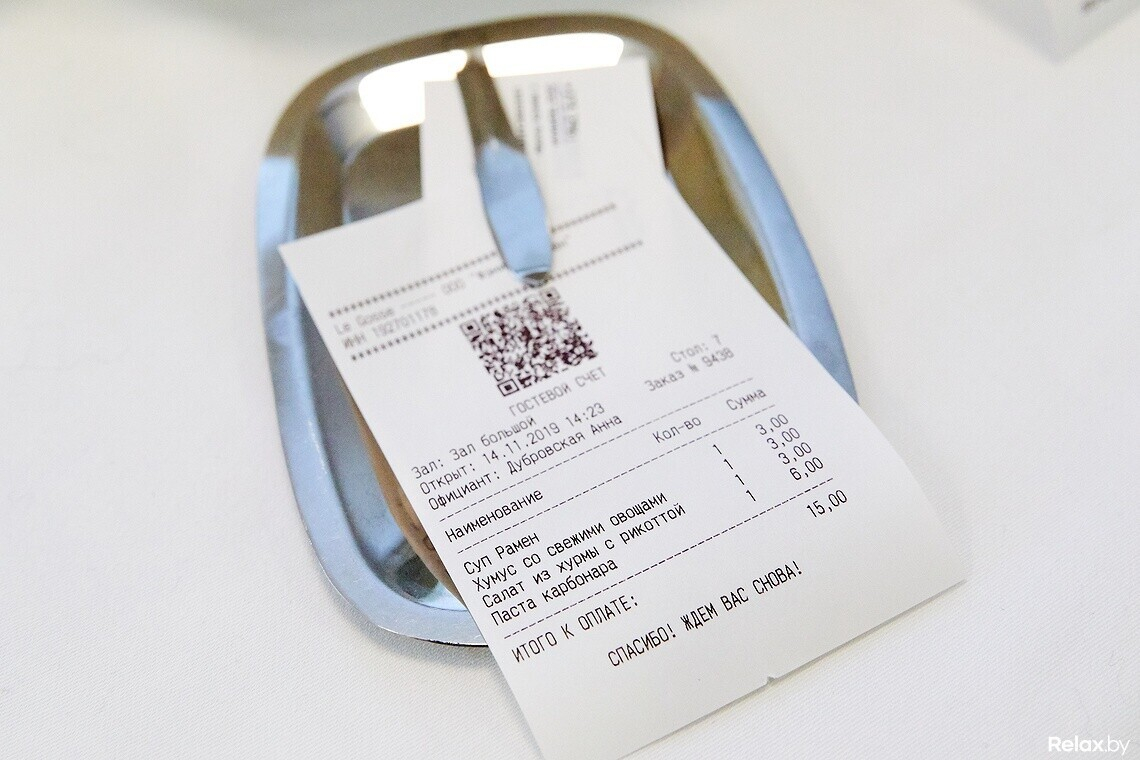 Le Gosse ООО
ИНН 192701178
ГОСТЕВОЙ СЧЕТ
Зал: Зал большой Стол: 7
Открыт: 14.11.2019 14:23 Заказ № 9438
Официант: Дубровская Анна
Наименование Кол-во Сумма
Суп Рамен 1 3,00
Хумус со свежими овощами 1 3,00
Салат из хурмы с рикоттой 1 3,00
Паста карбонара 1 6,00
ИТОГО К ОПЛАТЕ: 15,00
СПАСИБО! ЖДЕМ ВАС СНОВА!
Relax.by